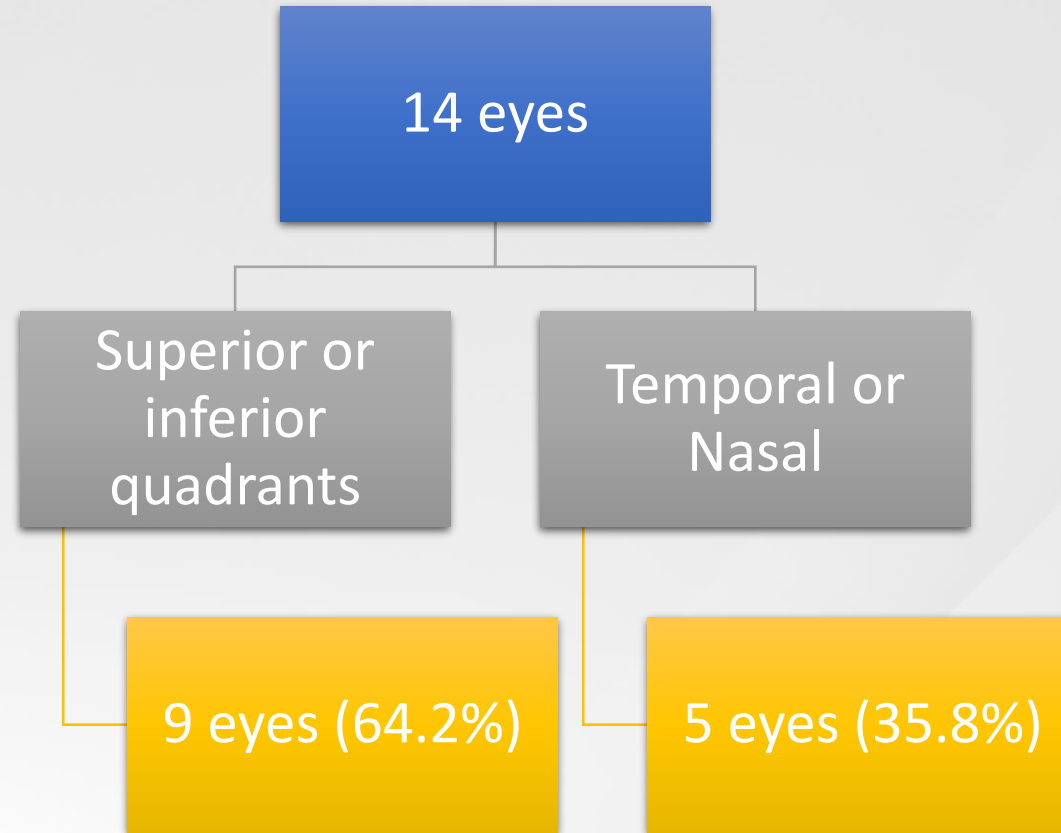 14 eyes
Superior or
inferior
quadrants
Temporal or
Nasal
9 eyes (64.2%)
5 eyes (35.8%)